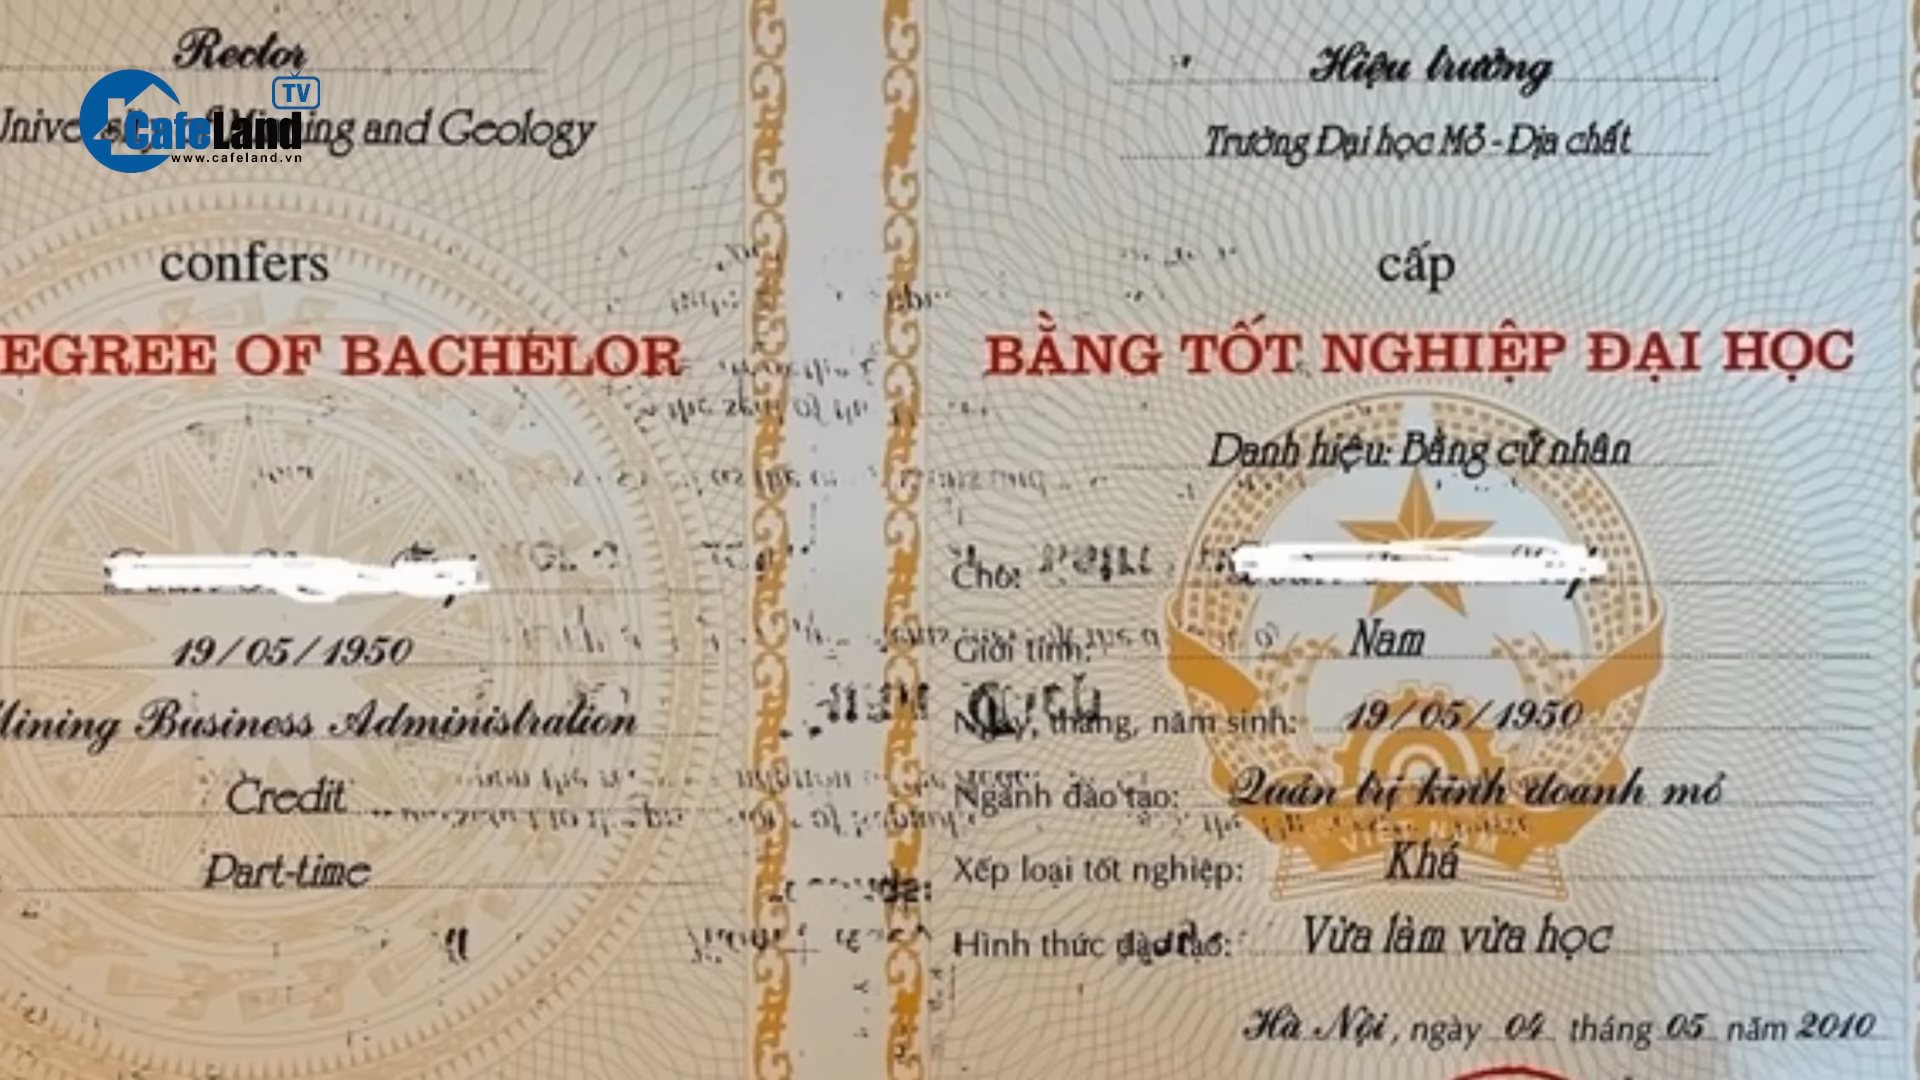 Rector
University of Mining and Geology
CafeLand TV
www.cafeland.vn
confers
EGREE OF BACHELOR
19/05/1950
Mining Business Administration
Credit
Part-time
Hiệu trưởng
Trường Đại học Mỏ - Địa chất
cấp
BẰNG TỐT NGHIỆP ĐẠI HỌC
Danh hiệu: Bằng cử nhân
Cho:
Giới tính: Nam
Ngày, tháng, năm sinh: 19/05/1950
Ngành đào tạo: Quản trị kinh doanh mỏ
VIỆT NAM
Xếp loại tốt nghiệp: Khá
Hình thức đào tạo: Vừa làm vừa học
Hà Nội, ngày 04 tháng 05 năm 2010